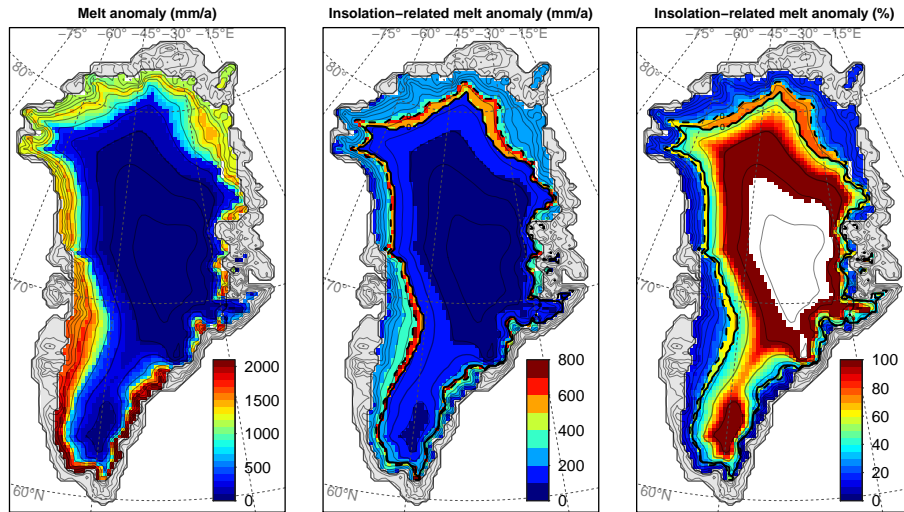 Melt anomaly (mm/a)
Insolation−related melt anomaly (mm/a)
Insolation−related melt anomaly (%)
−75° −60° −45° −30° −15°E
−75° −60° −45° −30° −15°E
−75° −60° −45° −30° −15°E
80°
80°
80°
70°
70°
70°
60°N
60°N
60°N
2000
1500
1000
500
0
800
600
400
200
0
100
80
60
40
20
0